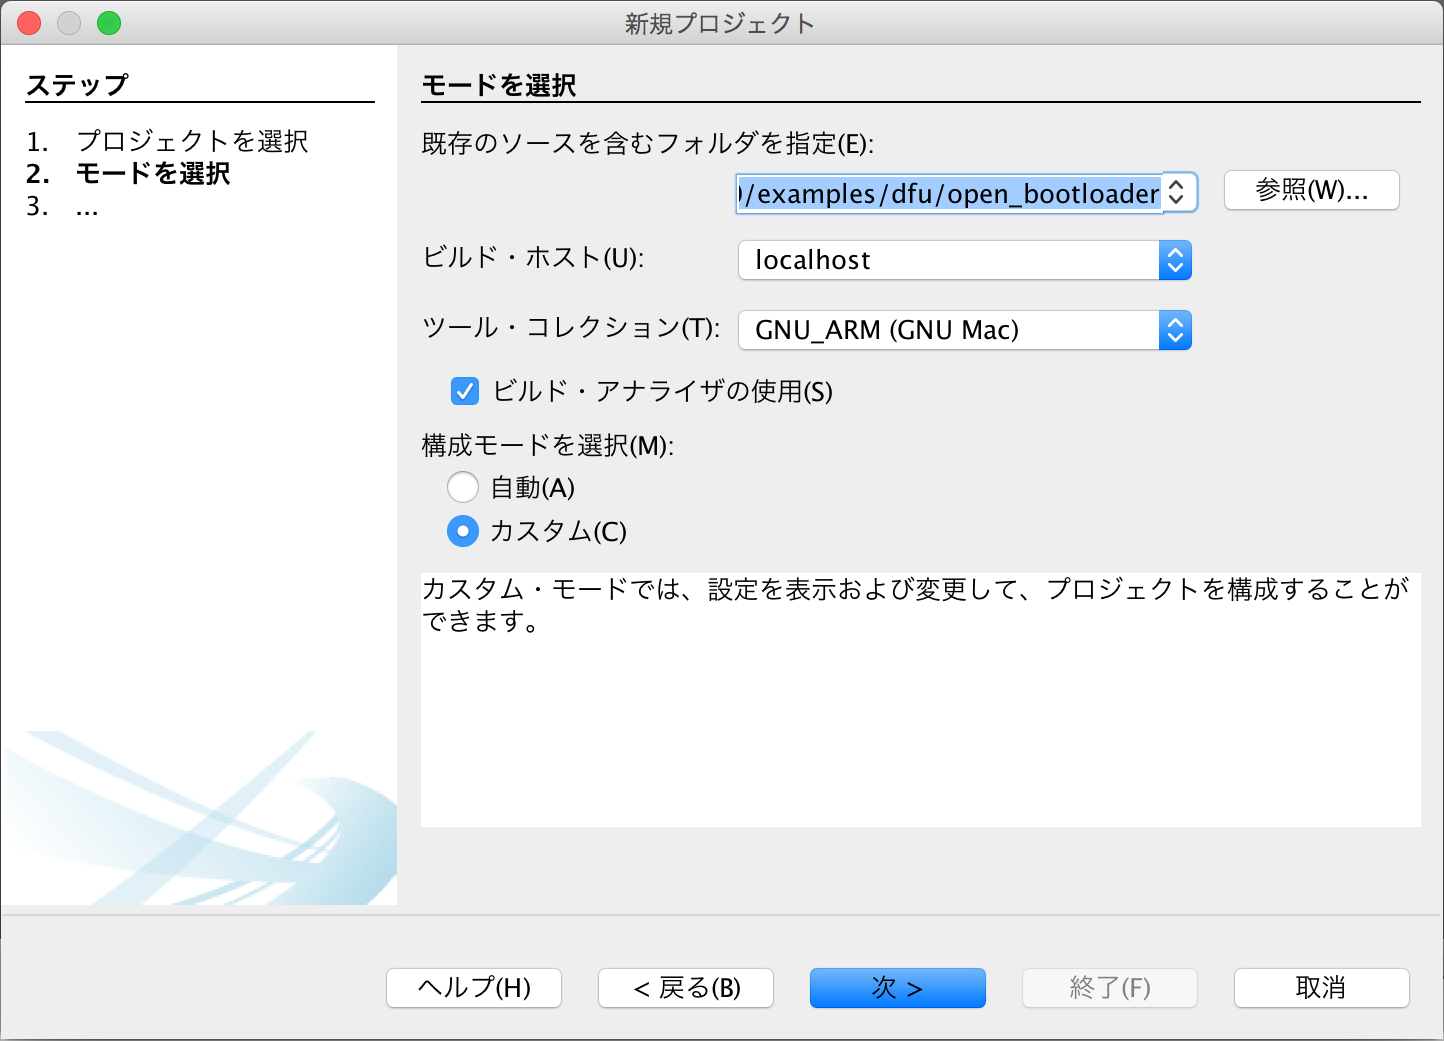 新規プロジェクト
ステップ
1. プロジェクトを選択
2. モードを選択
3. ...
モードを選択
既存のソースを含むフォルダを指定(E):
/examples/dfu/open_bootloader
参照(W)...
ビルド・ホスト(U):
localhost
ツール・コレクション(T):
GNU_ARM (GNU Mac)
ビルド・アナライザの使用(S)
構成モードを選択(M):
自動(A)
カスタム(C)
カスタム・モードでは、設定を表示および変更して、プロジェクトを構成することが
できます。
ヘルプ(H)
< 戻る(B)
次 >
終了(F)
取消